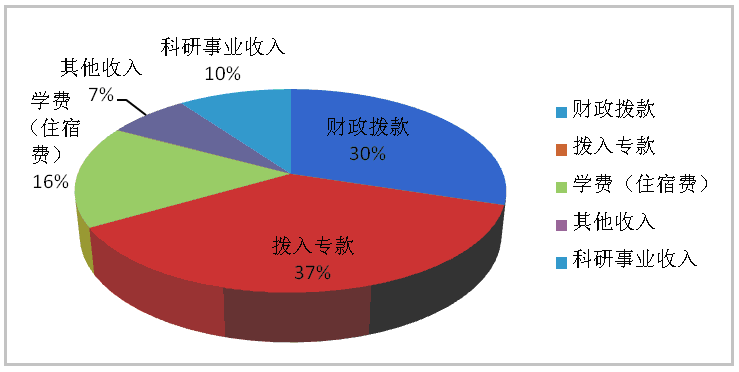 科研事业收入
10%
其他收入
7%
学费
（住宿
费）
16%
财政拨款
30%
拨入专款
37%
财政拨款
拨入专款
学费（住宿费）
其他收入
科研事业收入